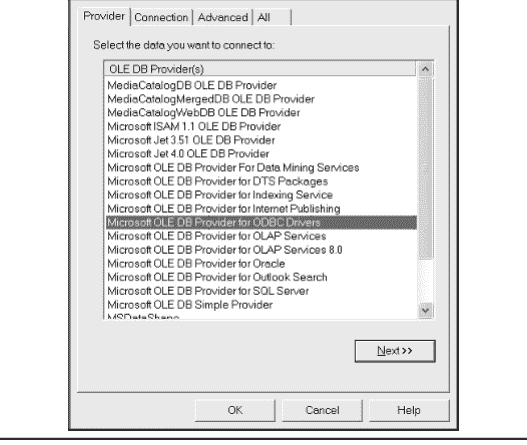 Provider Connection Advanced All
Select the data you want to connect to:
OLE DB Provider(s)
MediaCatalogDB OLE DB Provider
MediaCatalogMergedDB OLE DB Provider
MediaCatalogWebDB OLE DB Provider
Microsoft ISAM 1.1 OLE DB Provider
Microsoft Jet 3.51 OLE DB Provider
Microsoft Jet 4.0 OLE DB Provider
Microsoft OLE DB Provider For Data Mining Services
Microsoft OLE DB Provider for DTS Packages
Microsoft OLE DB Provider for Indexing Service
Microsoft OLE DB Provider for Internet Publishing
Microsoft OLE DB Provider for ODBC Drivers
Microsoft OLE DB Provider for OLAP Services
Microsoft OLE DB Provider for OLAP Services 8.0
Microsoft OLE DB Provider for Oracle
Microsoft OLE DB Provider for Outlook Search
Microsoft OLE DB Provider for SQL Server
Microsoft OLE DB Simple Provider
MSDataShape
Next >>
OK Cancel Help